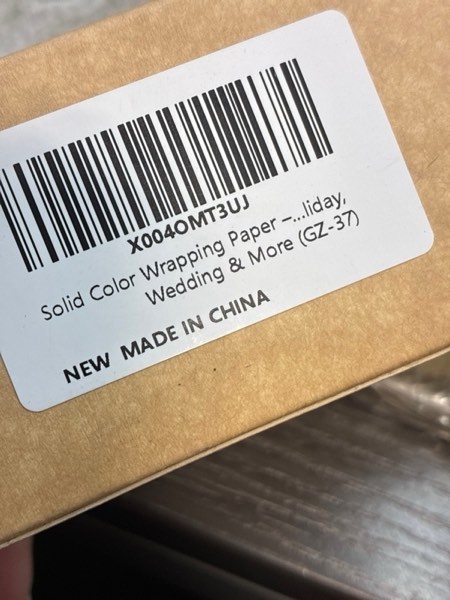 X004OMT3UJ
Solid Color Wrapping Paper –...liday,
Wedding & More (GZ-37)
NEW MADE IN CHINA